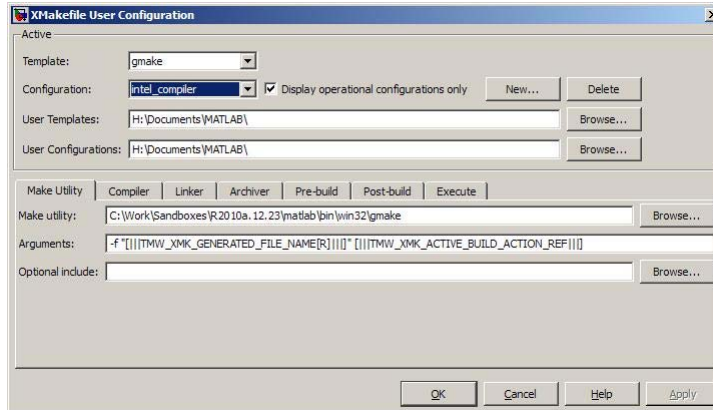 XMakefile User Configuration
Active
Template: gmake
Configuration: intel_compiler Display operational configurations only New... Delete
User Templates: H:\Documents\MATLAB\ Browse...
User Configurations: H:\Documents\MATLAB\ Browse...
Make Utility Compiler Linker Archiver Pre-build Post-build Execute
Make utility: C:\Work\Sandboxes\R2010a.12.23\matlab\bin\win32\gmake Browse...
Arguments: -f "[|||TMW_XMK_GENERATED_FILE_NAME[R]|||]" [|||TMW_XMK_ACTIVE_BUILD_ACTION_REF|||]
Optional include: Browse...
OK Cancel Help Apply